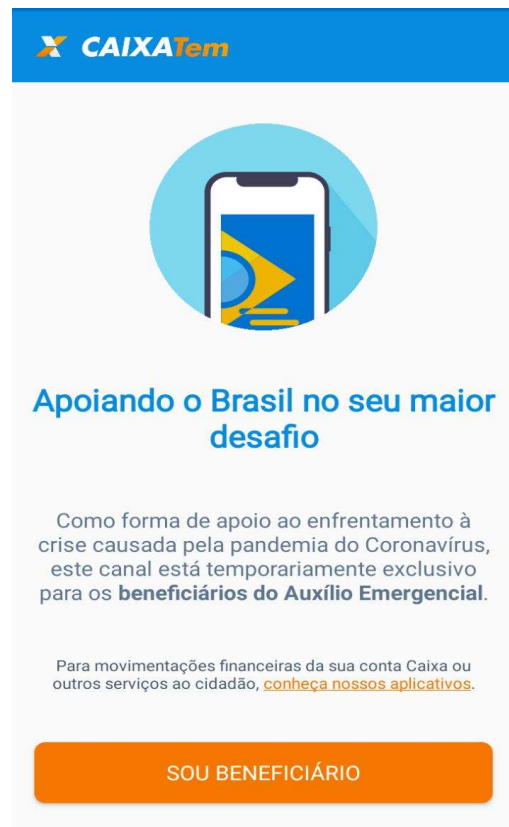 CAIXATem
Apoiando o Brasil no seu maior
desafio
Como forma de apoio ao enfrentamento à
crise causada pela pandemia do Coronavírus,
este canal está temporariamente exclusivo
para os beneficiários do Auxílio Emergencial.
Para movimentações financeiras da sua conta Caixa ou
outros serviços ao cidadão, conheça nossos aplicativos.
SOU BENEFICIÁRIO